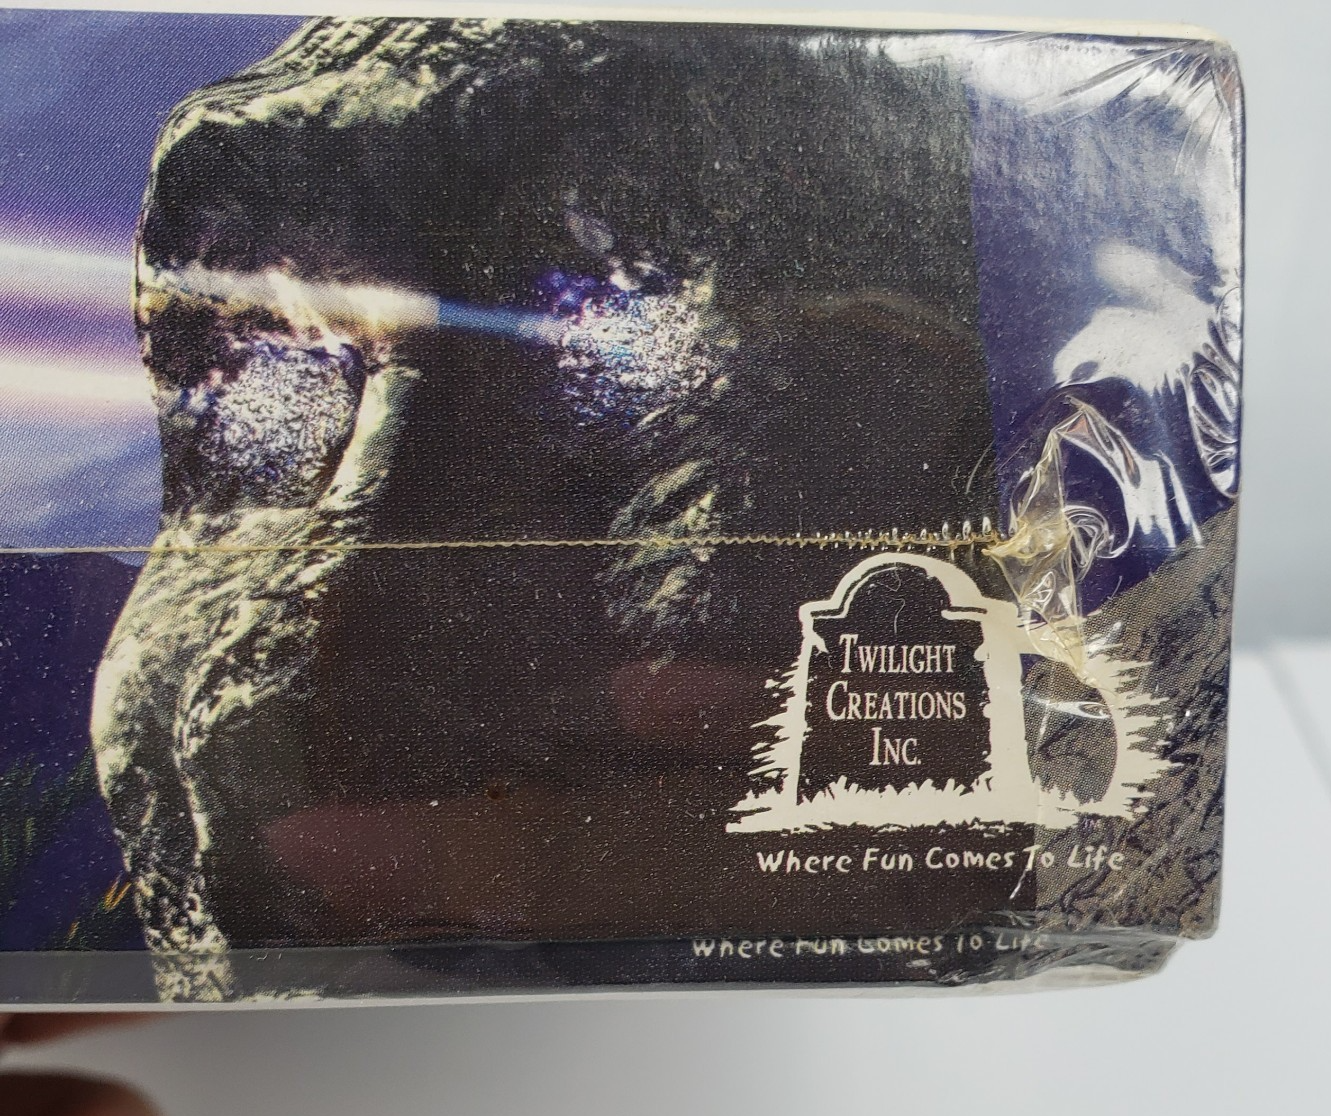 Twilight
Creations
Inc.
Where Fun Comes To Life
Where Fun Comes To Life